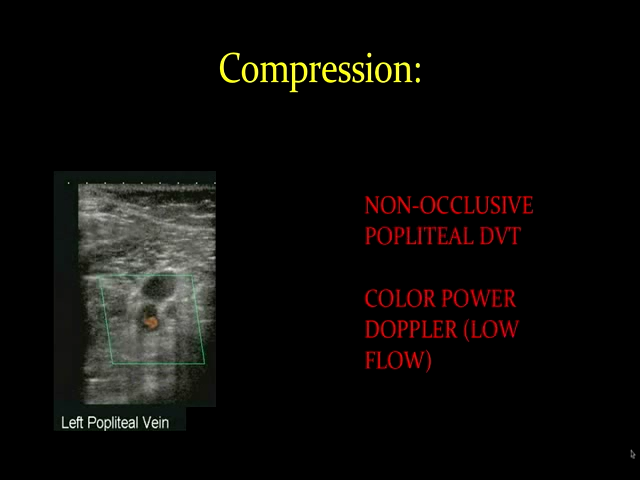 Compression:
NON-OCCLUSIVE
POPLITEAL DVT
COLOR POWER
DOPPLER (LOW
FLOW)
Left Popliteal Vein